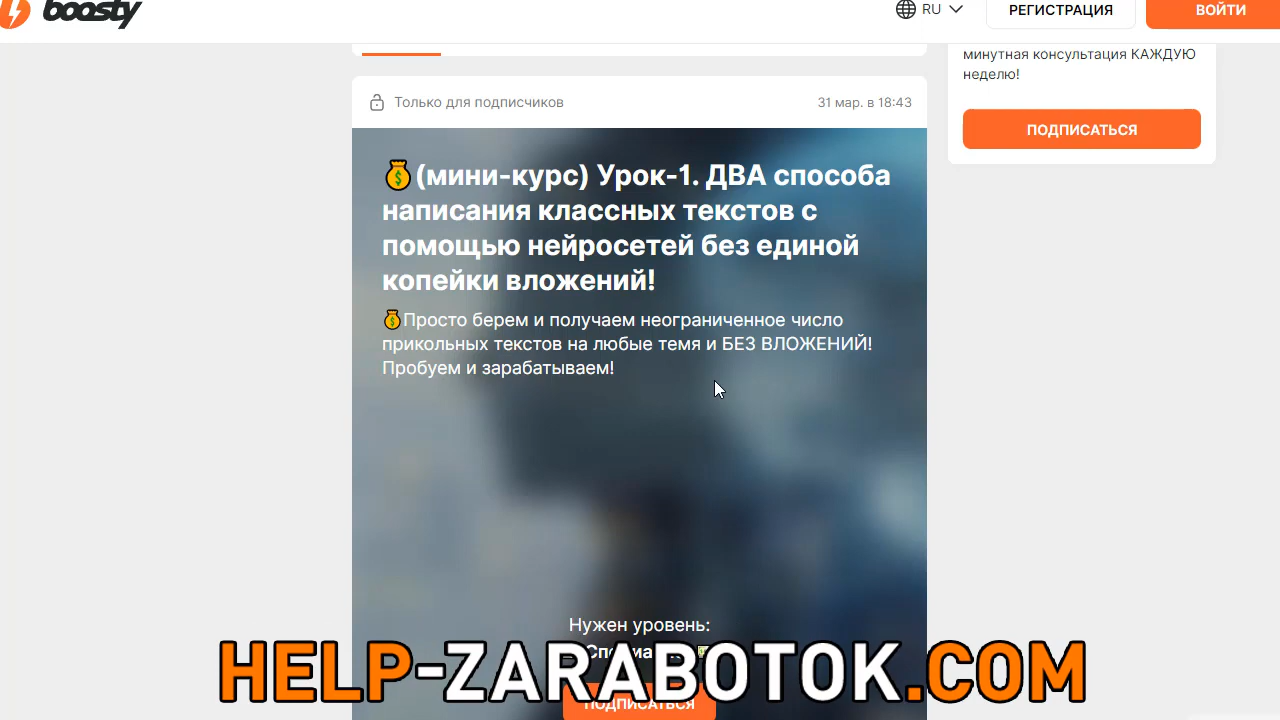 boosty
RU
РЕГИСТРАЦИЯ
ВОЙТИ
минутная консультация КАЖДУЮ
неделю!
ПОДПИСАТЬСЯ
Только для подписчиков
31 мар. в 18:43
💰(мини-курс) Урок-1. ДВА способа
написания классных текстов с
помощью нейросетей без единой
копейки вложений!
💰Просто берем и получаем неограниченное число
прикольных текстов на любые темя и БЕЗ ВЛОЖЕНИЙ!
Пробуем и зарабатываем!
Нужен уровень:
HELP-ZARABOTOK.COM
ПОДПИСАТЬСЯ